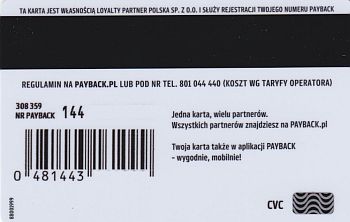 TA KARTA JEST WŁASNOŚCIĄ LOYALTY PARTNER POLSKA SP. Z O.O. I SŁUŻY REJESTRACJI TWOJEGO NUMERU PAYBACK
REGULAMIN NA PAYBACK.PL LUB POD NR TEL. 801 044 440 (KOSZT WG TARYFY OPERATORA)
308 359
NR PAYBACK 144
Jedna karta, wielu partnerów.
Wszystkich partnerów znajdziesz na PAYBACK.pl
Twoja karta także w aplikacji PAYBACK
- wygodnie, mobilnie!
0 481443
CVC